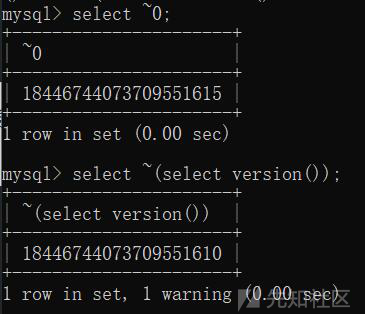 mysql> select ~0;
+----------------------+
| ~0                   |
+----------------------+
| 18446744073709551615 |
+----------------------+
1 row in set (0.00 sec)
mysql> select ~(select version());
+----------------------+
| ~(select version())  |
+----------------------+
| 18446744073709551610 |
+----------------------+
1 row in set, 1 warning (0.00 sec)
先知社区